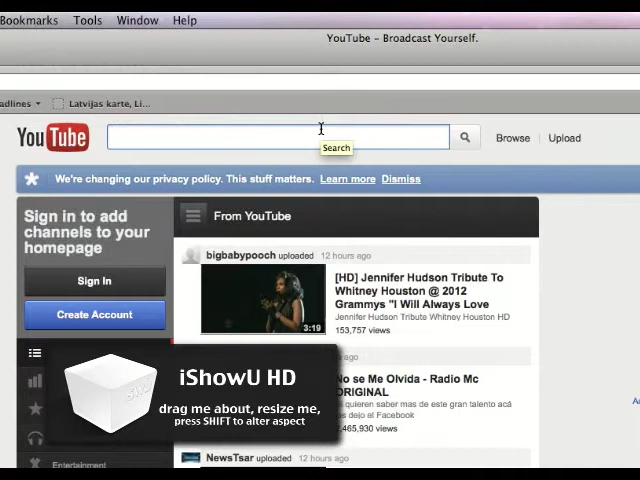 Bookmarks Tools Window Help
YouTube – Broadcast Yourself.
adlines Latvijas karte, Li...
YouTube
Search
Browse Upload
We're changing our privacy policy. This stuff matters. Learn more Dismiss
Sign in to add
channels to your
homepage
Sign In
Create Account
Entertainment
From YouTube
bigbabypooch uploaded 12 hours ago
3:19
[HD] Jennifer Hudson Tribute To
Whitney Houston @ 2012
Grammys "I Will Always Love
Jennifer Hudson Tribute Whitney Houston HD
153,757 views
ago
No se Me Olvida - Radio Mc
ORIGINAL
i quieren saber mas de este gran talento acá
os dejo el Facebook
2,465,930 views
iShowU HD
drag me about, resize me,
press SHIFT to alter aspect
NewsTsar uploaded 12 hours ago